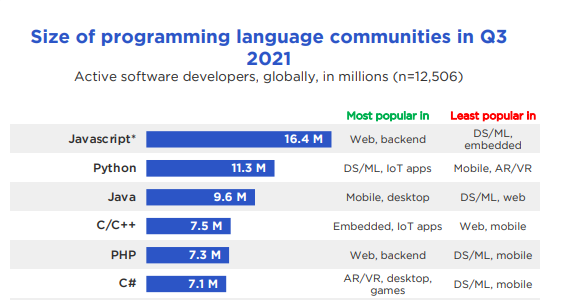 Size of programming language communities in Q3
2021
Active software developers, globally, in millions (n=12,506)
Most popular in Least popular in
Javascript* 16.4 M Web, backend DS/ML, embedded
Python 11.3 M DS/ML, IoT apps Mobile, AR/VR
Java 9.6 M Mobile, desktop DS/ML, web
C/C++ 7.5 M Embedded, IoT apps Web, mobile
PHP 7.3 M Web, backend DS/ML, mobile
C# 7.1 M AR/VR, desktop, games DS/ML, mobile